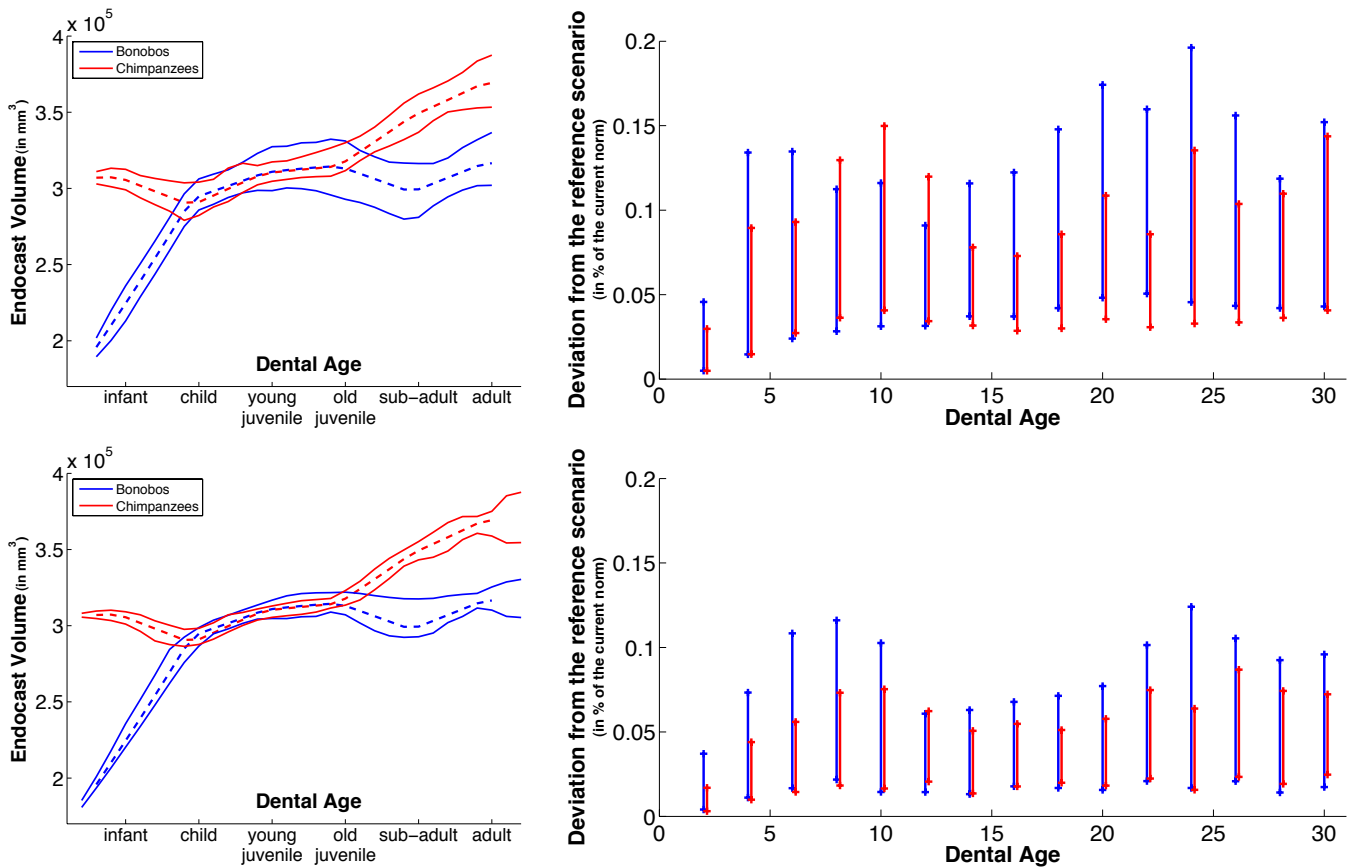 x 10^5
4
3.5
3
2.5
2
Endocast Volume (in mm^3)
Bonobos
Chimpanzees
Dental Age
infant child young old sub−adult adult
juvenile juvenile
0.2
0.15
0.1
0.05
0
Deviation from the reference scenario
(in % of the current norm)
0 5 10 15 20 25 30
Dental Age
x 10^5
4
3.5
3
2.5
2
Endocast Volume (in mm^3)
Bonobos
Chimpanzees
Dental Age
infant child young old sub−adult adult
juvenile juvenile
0.2
0.15
0.1
0.05
0
Deviation from the reference scenario
(in % of the current norm)
0 5 10 15 20 25 30
Dental Age